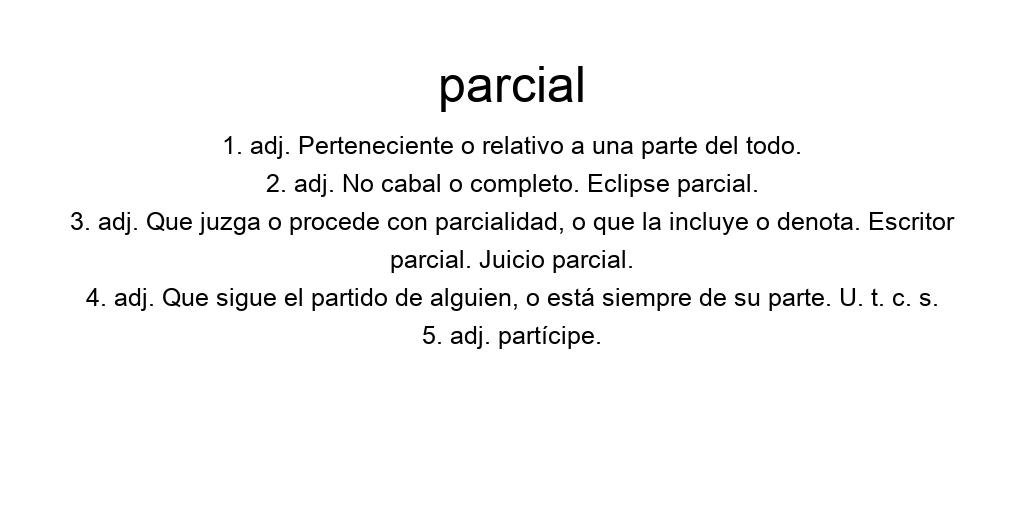 parcial
1. adj. Perteneciente o relativo a una parte del todo.
2. adj. No cabal o completo. Eclipse parcial.
3. adj. Que juzga o procede con parcialidad, o que la incluye o denota. Escritor
parcial. Juicio parcial.
4. adj. Que sigue el partido de alguien, o está siempre de su parte. U. t. c. s.
5. adj. partícipe.